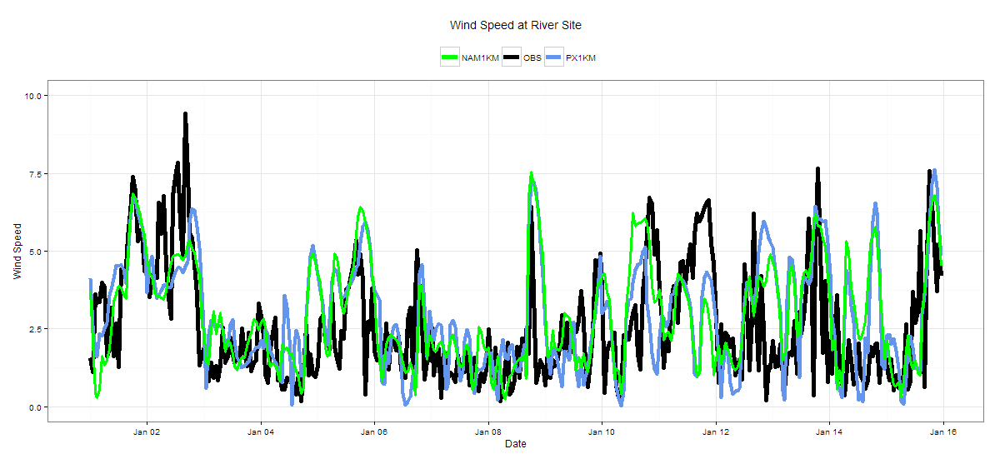 Wind Speed at River Site
NAM1KM OBS PX1KM
Wind Speed
10.0
7.5
5.0
2.5
0.0
Jan 02 Jan 04 Jan 06 Jan 08 Jan 10 Jan 12 Jan 14 Jan 16
Date